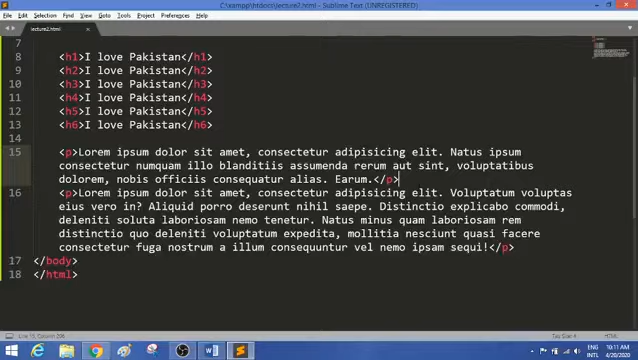 C:\xampp\htdocs\lecture2.html - Sublime Text (UNREGISTERED)
File Edit Selection Find View Goto Tools Project Preferences Help
lecture2.html
7
8 <h1>I love Pakistan</h1>
9 <h2>I love Pakistan</h2>
10 <h3>I love Pakistan</h3>
11 <h4>I love Pakistan</h4>
12 <h5>I love Pakistan</h5>
13 <h6>I love Pakistan</h6>
14
15 <p>Lorem ipsum dolor sit amet, consectetur adipisicing elit. Natus ipsum
consectetur numquam illo blanditiis assumenda rerum aut sint, voluptatibus
dolorem, nobis officiis consequatur alias. Earum.</p>
16 <p>Lorem ipsum dolor sit amet, consectetur adipisicing elit. Voluptatum voluptas
eius vero in? Aliquid porro deserunt nihil saepe. Distinctio explicabo commodi,
deleniti soluta laboriosam nemo tenetur. Natus minus quam laboriosam rem
distinctio quo deleniti voluptates dignissimos, mollitia nesciunt quasi facere
consectetur fuga nostrum a illum consequuntur vel nemo ipsam sequi!</p>
17 </body>
18 </html>
Tab Size: 4 HTML
ENG 10:11 AM
INTL 4/20/2020